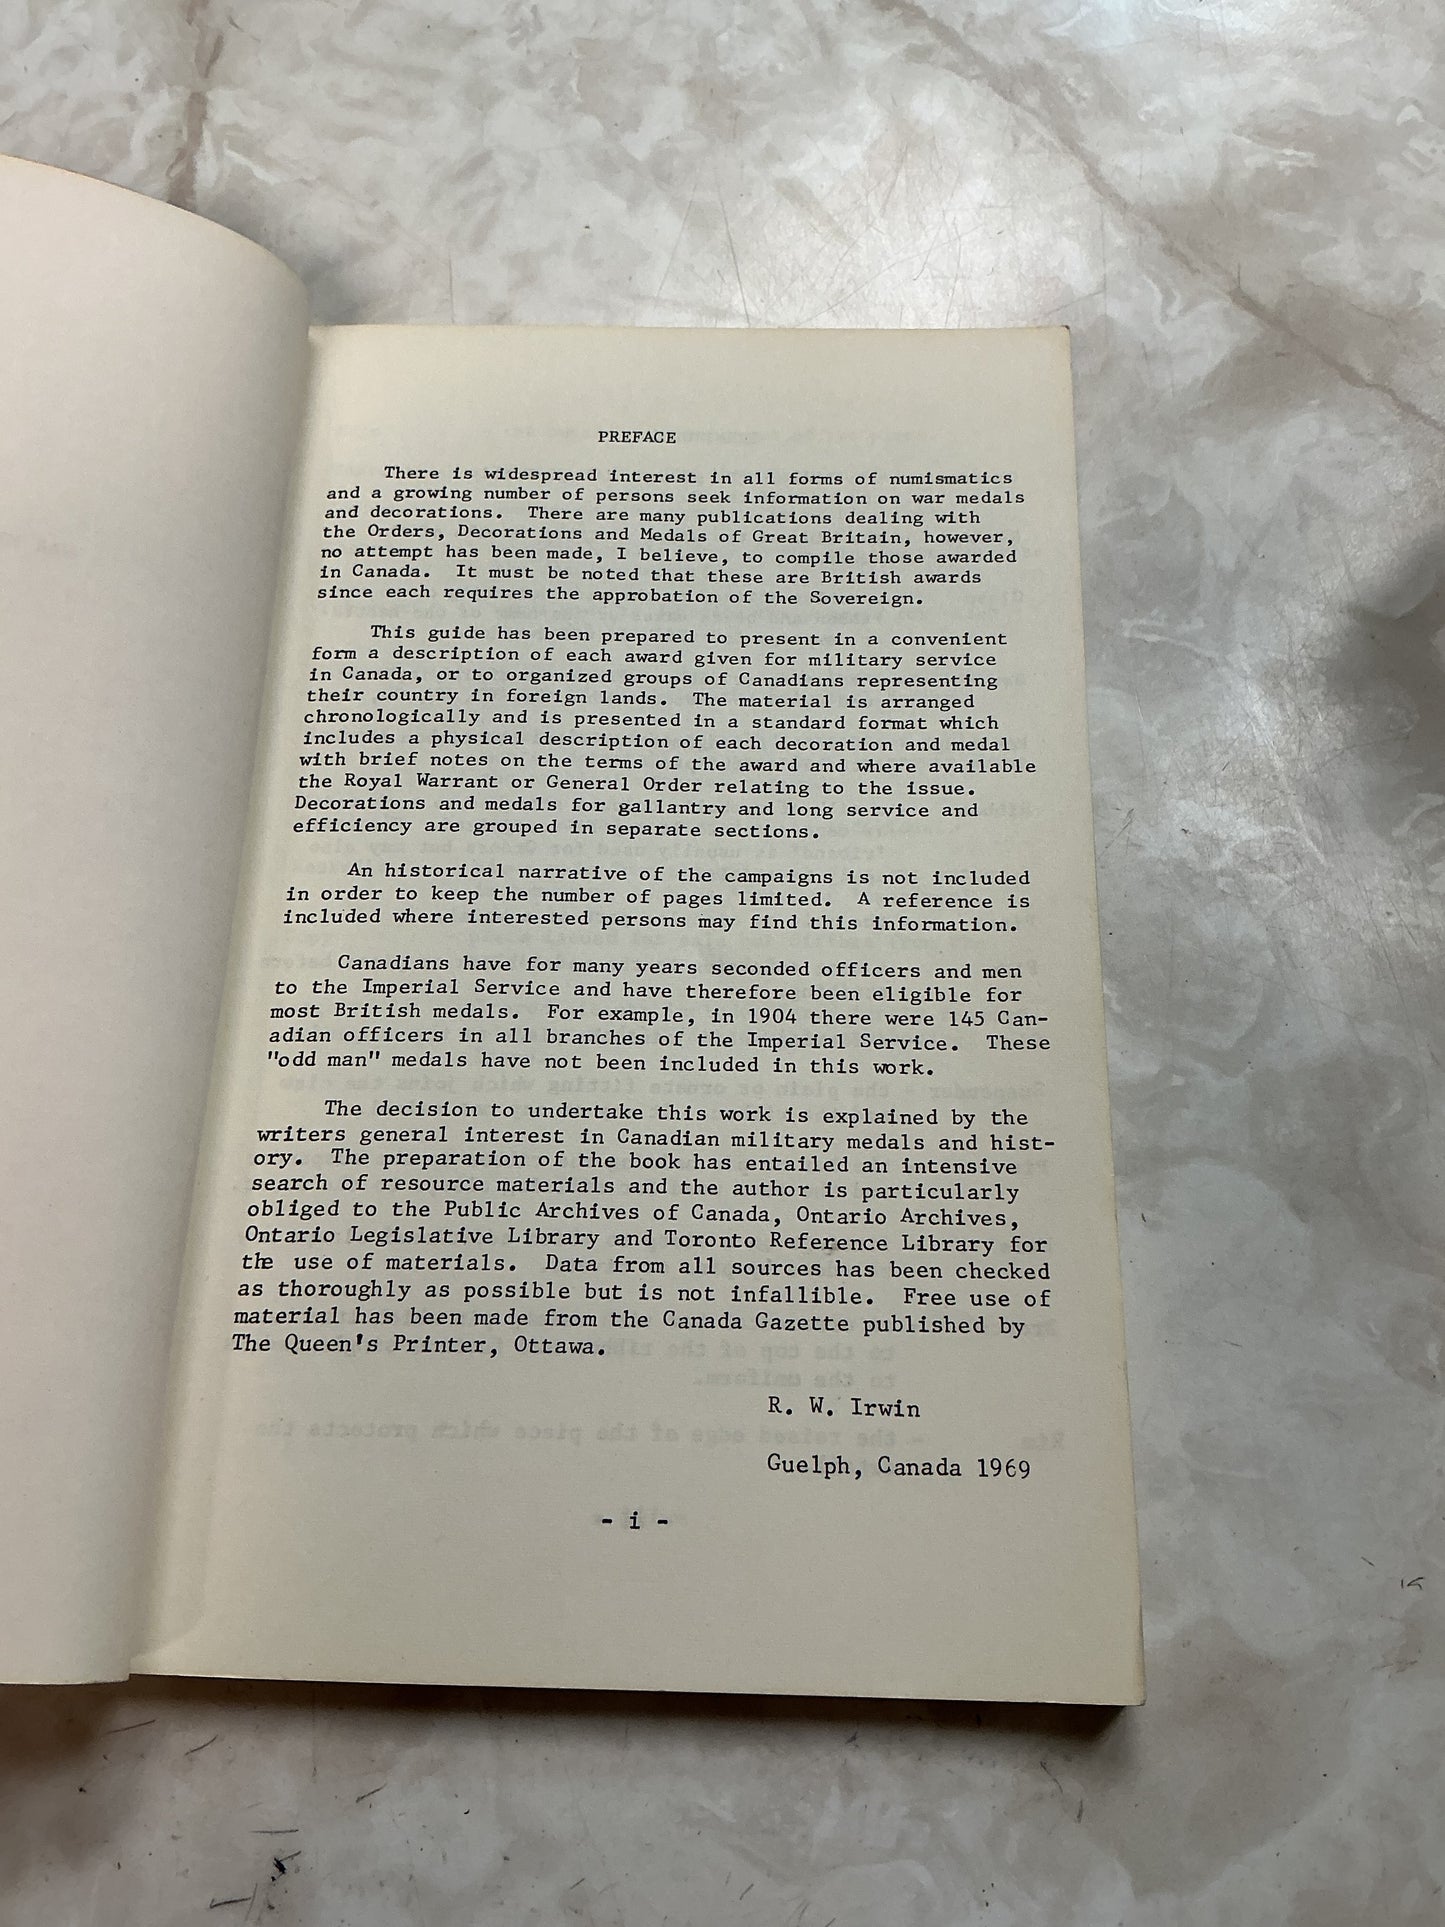 PREFACE
There is widespread interest in all forms of numismatics
and a growing number of persons seek information on war medals
and decorations. There are many publications dealing with
the Orders, Decorations and Medals of Great Britain, however,
no attempt has been made, I believe, to compile those awarded
in Canada. It must be noted that these are British awards
since each requires the approbation of the Sovereign.
This guide has been prepared to present in a convenient
form a description of each award given for military service
in Canada, or to organized groups of Canadians representing
their country in foreign lands. The material is arranged
chronologically and is presented in a standard format which
includes a physical description of each decoration and medal
with brief notes on the terms of the award and where available
the Royal Warrant or General Order relating to the issue.
Decorations and medals for gallantry and long service and
efficiency are grouped in separate sections.
An historical narrative of the campaigns is not included
in order to keep the number of pages limited. A reference is
included where interested persons may find this information.
Canadians have for many years seconded officers and men
to the Imperial Service and have therefore been eligible for
most British medals. For example, in 1904 there were 145 Can-
adian officers in all branches of the Imperial Service. These
"odd man" medals have not been included in this work.
The decision to undertake this work is explained by the
writers general interest in Canadian military medals and hist-
ory. The preparation of the book has entailed an intensive
search of resource materials and the author is particularly
obliged to the Public Archives of Canada, Ontario Archives,
Ontario Legislative Library and Toronto Reference Library for
the use of materials. Data from all sources has been checked
as thoroughly as possible but is not infallible. Free use of
material has been made from the Canada Gazette published by
The Queen's Printer, Ottawa.
R. W. Irwin
Guelph, Canada 1969
- i -